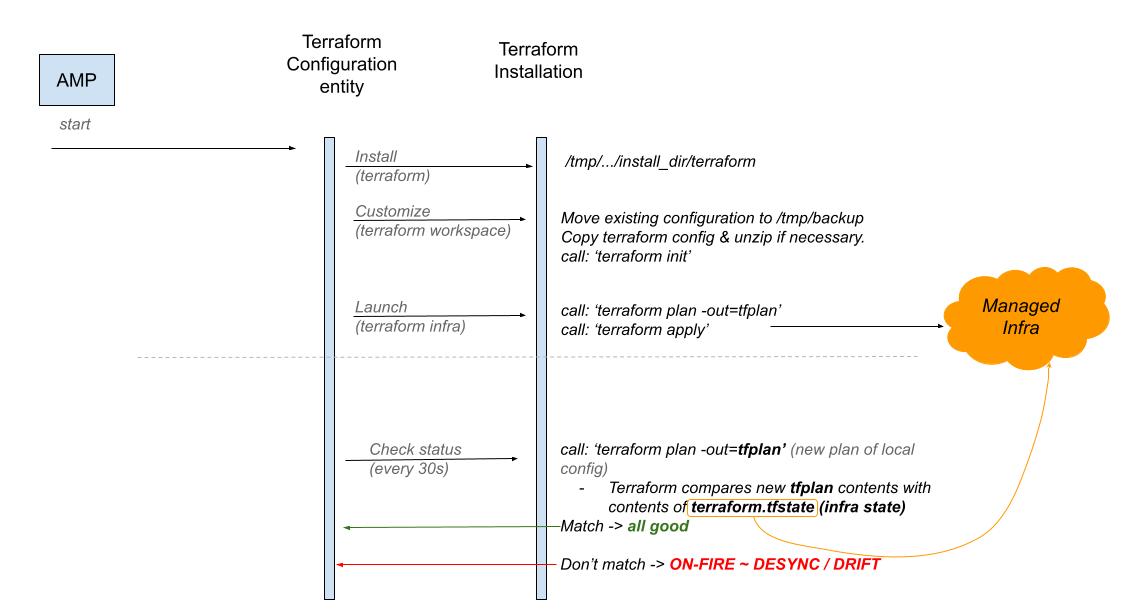 Terraform
Configuration
entity
Terraform
Installation
AMP
start
Install
(terraform)
/tmp/.../install_dir/terraform
Customize
(terraform workspace)
Move existing configuration to /tmp/backup
Copy terraform config & unzip if necessary.
call: ‘terraform init’
Launch
(terraform infra)
call: ‘terraform plan -out=tfplan’
call: ‘terraform apply’
Managed
Infra
Check status
(every 30s)
call: ‘terraform plan -out=tfplan’ (new plan of local
config)
- Terraform compares new tfplan contents with
contents of terraform.tfstate (infra state)
Match -> all good
Don’t match -> ON-FIRE ~ DESYNC / DRIFT